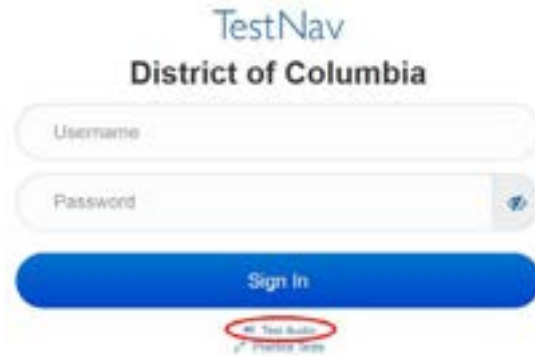 TestNav
District of Columbia
Username
Password
Sign In
Test Audio
Practice Tests